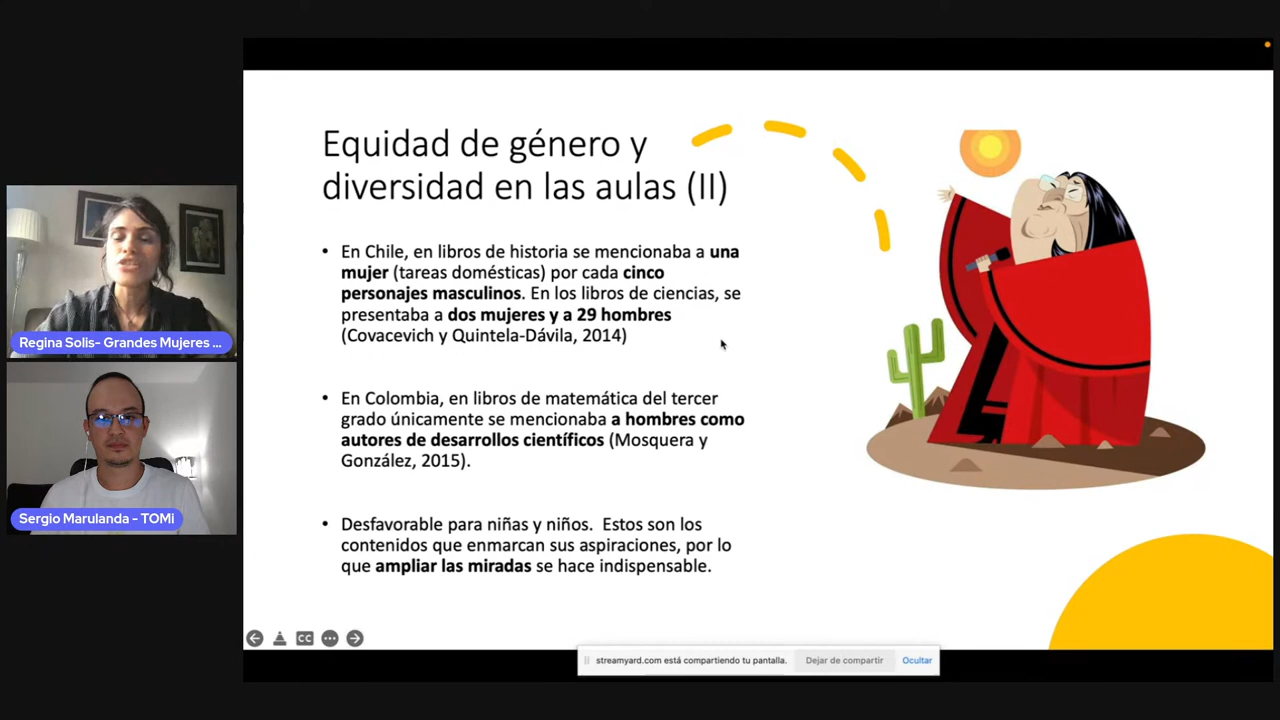 Equidad de género y
diversidad en las aulas (II)
• En Chile, en libros de historia se mencionaba a una
mujer (tareas domésticas) por cada cinco
personajes masculinos. En los libros de ciencias, se
presentaba a dos mujeres y a 29 hombres
(Covacevich y Quintela-Dávila, 2014)
• En Colombia, en libros de matemática del tercer
grado únicamente se mencionaba a hombres como
autores de desarrollos científicos (Mosquera y
González, 2015).
• Desfavorable para niñas y niños. Estos son los
contenidos que enmarcan sus aspiraciones, por lo
que ampliar las miradas se hace indispensable.
Regina Solis- Grandes Mujeres ...
Sergio Marulanda - TOMi
CC
streamyard.com está compartiendo tu pantalla.
Dejar de compartir
Ocultar